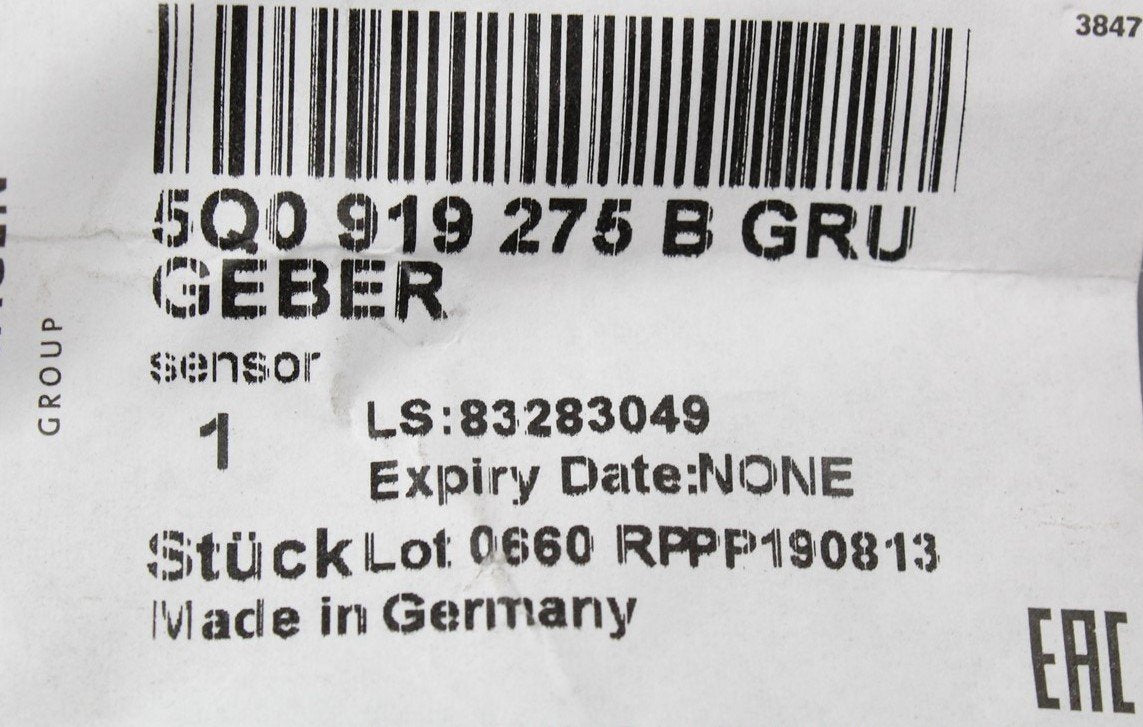 3847
5Q0 919 275 B GRU
GEBER
sensor
GROUP
1
LS:83283049
Expiry Date:NONE
Stück Lot 0660 RPPP190813
Made in Germany
EAC